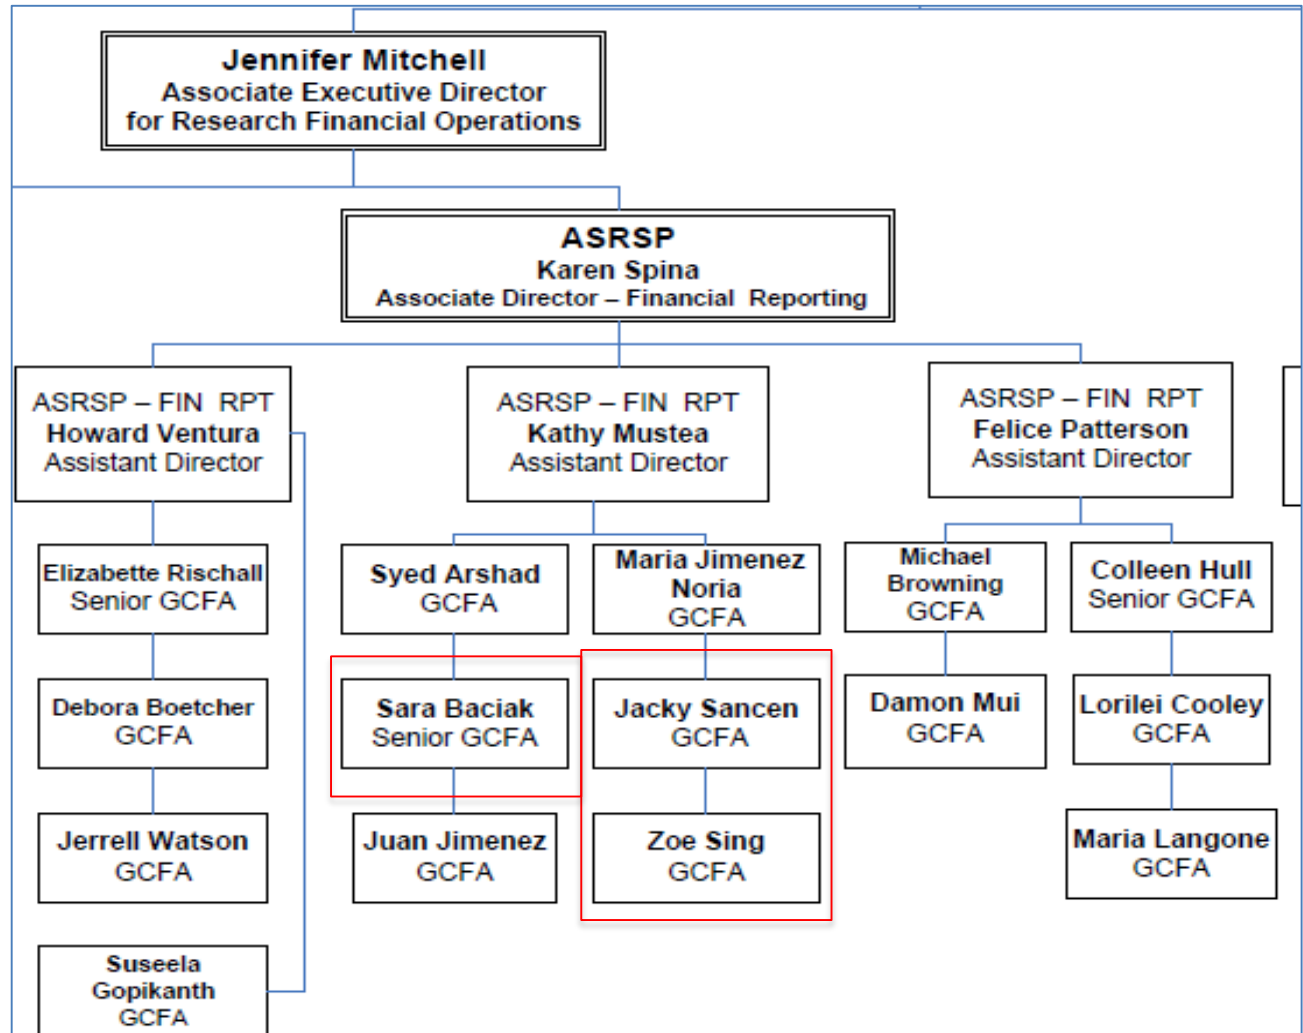 Jennifer Mitchell
Associate Executive Director
for Research Financial Operations
ASRSP
Karen Spina
Associate Director – Financial Reporting
ASRSP – FIN RPT
Howard Ventura
Assistant Director
ASRSP – FIN RPT
Kathy Mustea
Assistant Director
ASRSP – FIN RPT
Felice Patterson
Assistant Director
Elizabette Rischall
Senior GCFA
Syed Arshad
GCFA
Maria Jimenez
Noria
GCFA
Michael
Browning
GCFA
Colleen Hull
Senior GCFA
Debora Boetcher
GCFA
Sara Baciak
Senior GCFA
Jacky Sancen
GCFA
Damon Mui
GCFA
Lorilei Cooley
GCFA
Jerrell Watson
GCFA
Juan Jimenez
GCFA
Zoe Sing
GCFA
Maria Langone
GCFA
Suseela
Gopikanth
GCFA